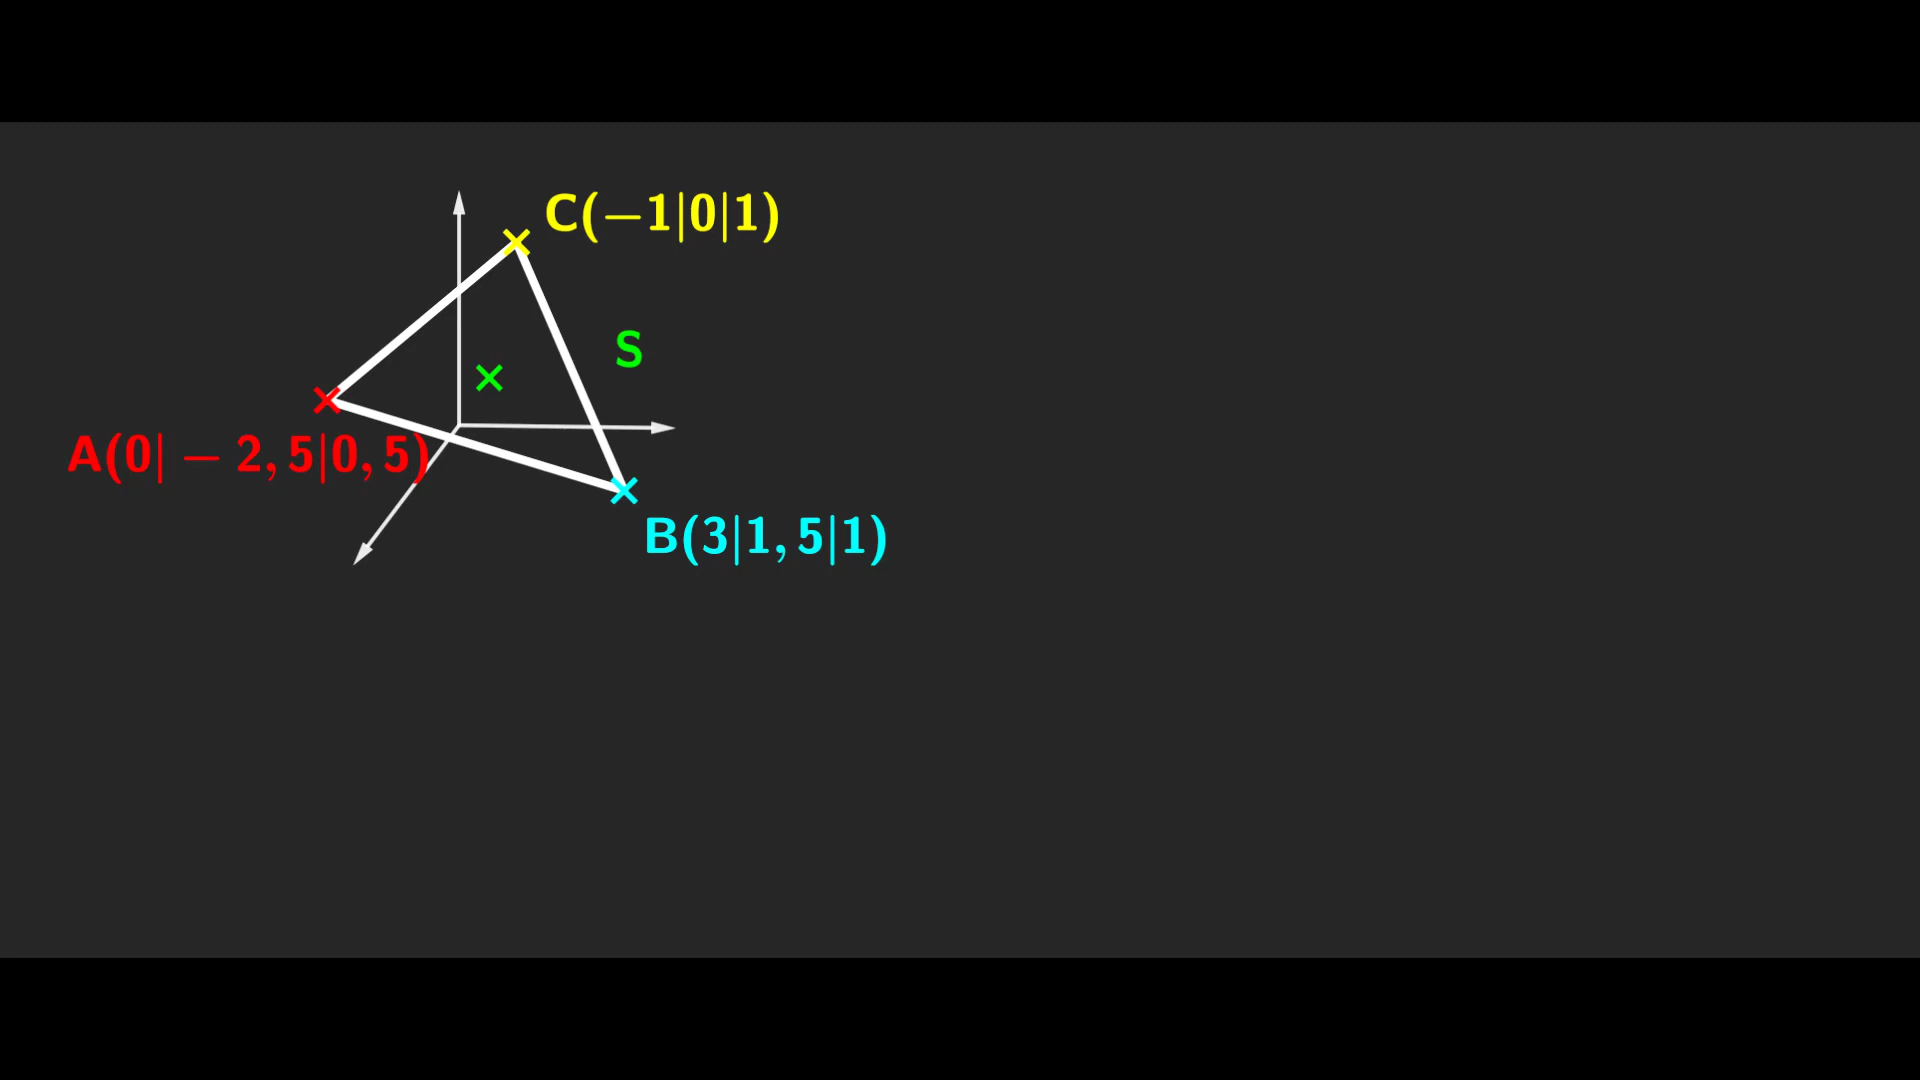 C(−1|0|1)
S
A(0| − 2, 5|0, 5)
B(3|1, 5|1)